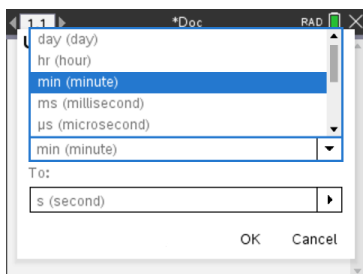 1.1 *Doc RAD
day (day)
hr (hour)
min (minute)
ms (millisecond)
µs (microsecond)
min (minute)
To:
s (second)
OK Cancel